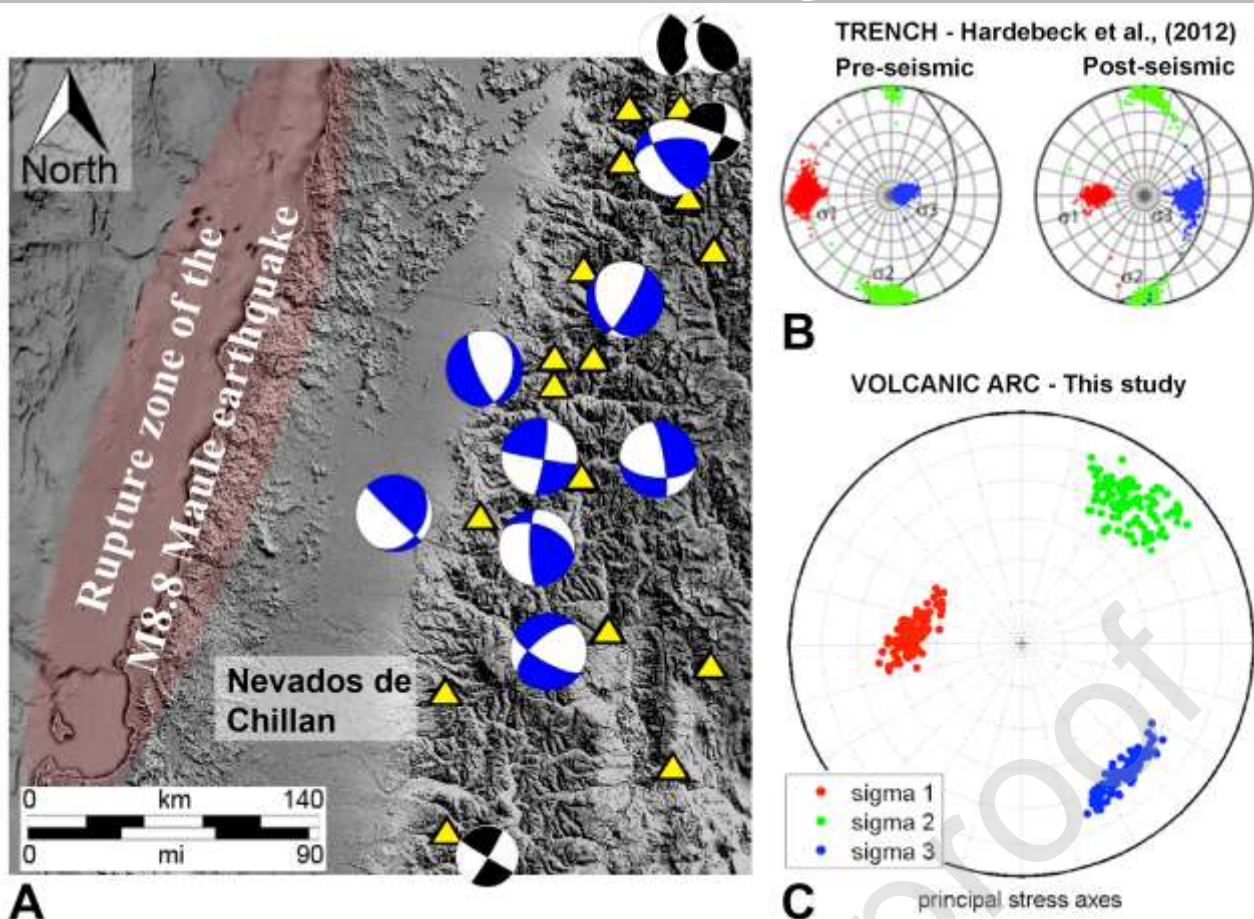 North
Rupture zone of the
M8.8 Maule earthquake
Nevados de
Chillan
0 km 140
0 mi 90
A
TRENCH - Hardebeck et al., (2012)
Pre-seismic Post-seismic
σ1
σ3
σ2
σ1
σ3
σ2
B
VOLCANIC ARC - This study
sigma 1
sigma 2
sigma 3
C
principal stress axes
proof